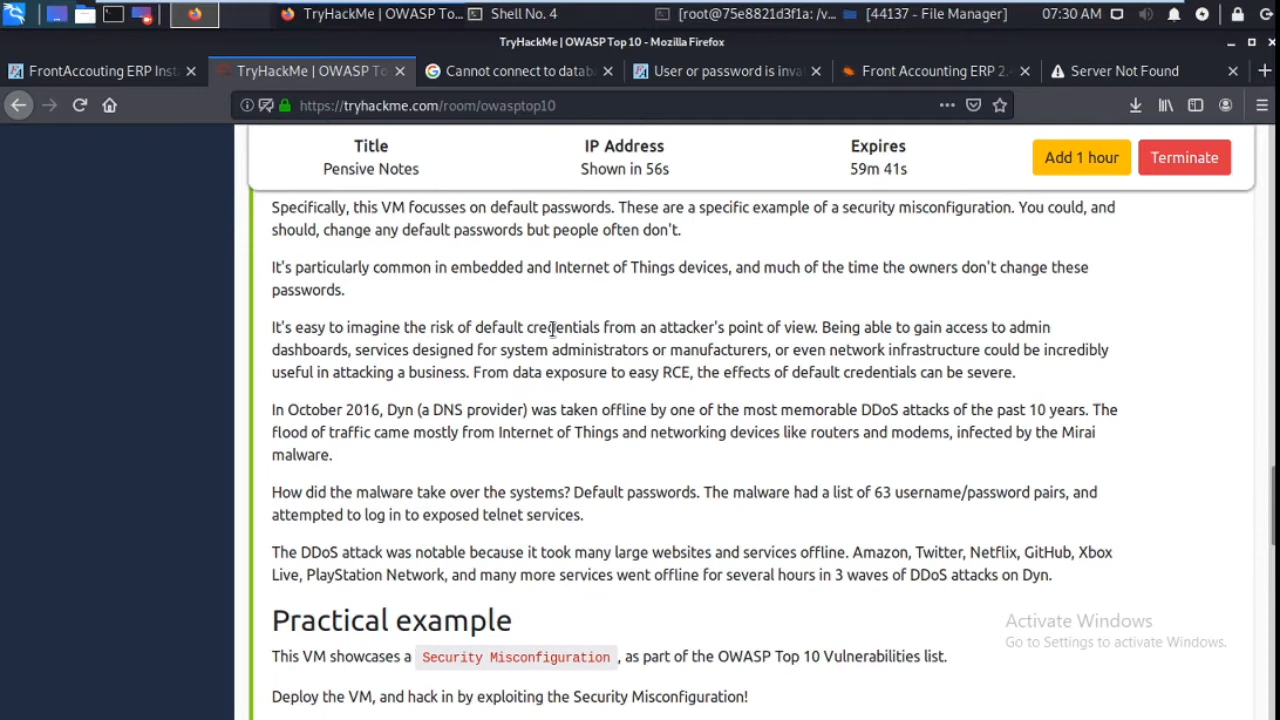 TryHackMe | OWASP To... Shell No. 4 [root@75e8821d3f1a: /v... [44137 - File Manager] 07:30 AM
TryHackMe | OWASP Top 10 - Mozilla Firefox
FrontAccouting ERP Inst TryHackMe | OWASP To Cannot connect to datab User or password is inva Front Accounting ERP 2.4 Server Not Found
https://tryhackme.com/room/owasptop10
Title IP Address Expires
Pensive Notes Shown in 56s 59m 41s
Add 1 hour Terminate
Specifically, this VM focusses on default passwords. These are a specific example of a security misconfiguration. You could, and
should, change any default passwords but people often don't.
It's particularly common in embedded and Internet of Things devices, and much of the time the owners don't change these
passwords.
It's easy to imagine the risk of default credentials from an attacker's point of view. Being able to gain access to admin
dashboards, services designed for system administrators or manufacturers, or even network infrastructure could be incredibly
useful in attacking a business. From data exposure to easy RCE, the effects of default credentials can be severe.
In October 2016, Dyn (a DNS provider) was taken offline by one of the most memorable DDoS attacks of the past 10 years. The
flood of traffic came mostly from Internet of Things and networking devices like routers and modems, infected by the Mirai
malware.
How did the malware take over the systems? Default passwords. The malware had a list of 63 username/password pairs, and
attempted to log in to exposed telnet services.
The DDoS attack was notable because it took many large websites and services offline. Amazon, Twitter, Netflix, GitHub, Xbox
Live, PlayStation Network, and many more services went offline for several hours in 3 waves of DDoS attacks on Dyn.
Practical example
This VM showcases a Security Misconfiguration, as part of the OWASP Top 10 Vulnerabilities list.
Deploy the VM, and hack in by exploiting the Security Misconfiguration!
Activate Windows
Go to Settings to activate Windows.